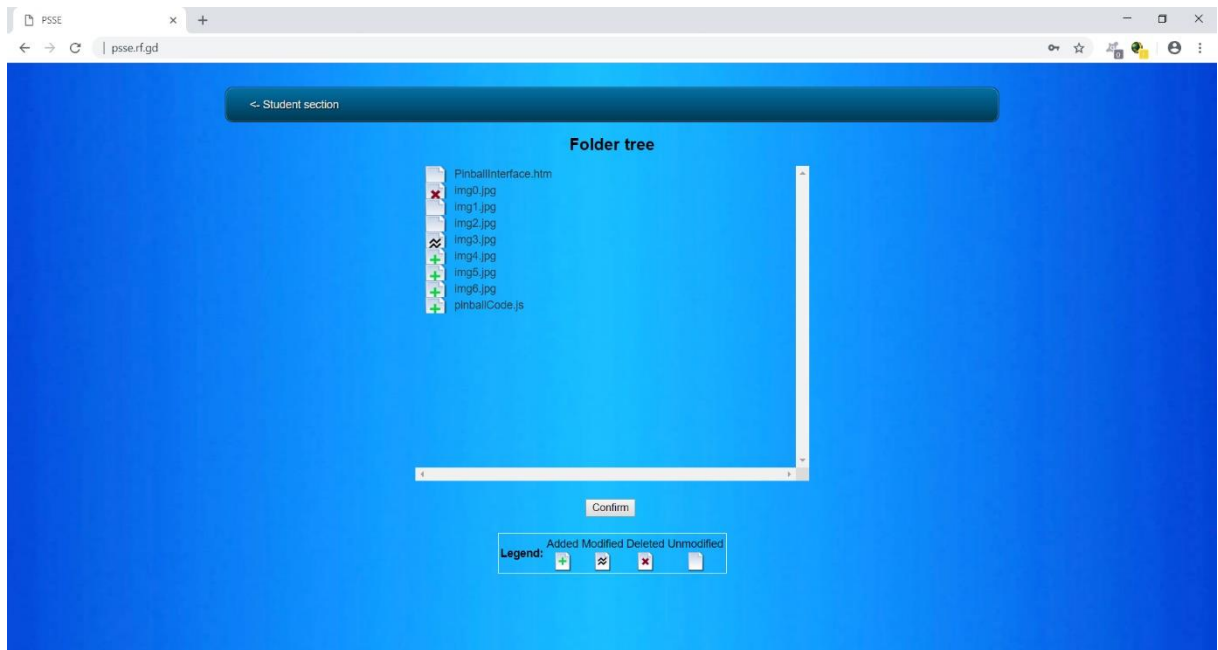 PSSE
psse.rf.gd
0
<- Student section
Folder tree
PinballInterface.htm
img0.jpg
img1.jpg
img2.jpg
img3.jpg
img4.jpg
img5.jpg
img6.jpg
pinballCode.js
Confirm
Legend: Added Modified Deleted Unmodified